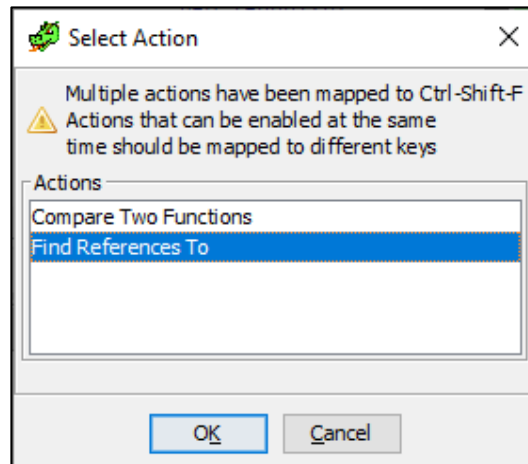 Select Action
Multiple actions have been mapped to Ctrl-Shift-F
Actions that can be enabled at the same
time should be mapped to different keys
Actions
Compare Two Functions
Find References To
OK
Cancel